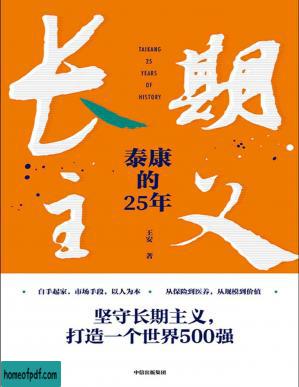 长期
主义
TAIKANG
25
YEARS OF
HISTORY
泰康
的
25年
王安 著
白手起家，市场手段，以人为本 • 从保险到医养，从规模到价值 •
坚守长期主义，
打造一个世界500强
中信出版集团
homeofpdf.com